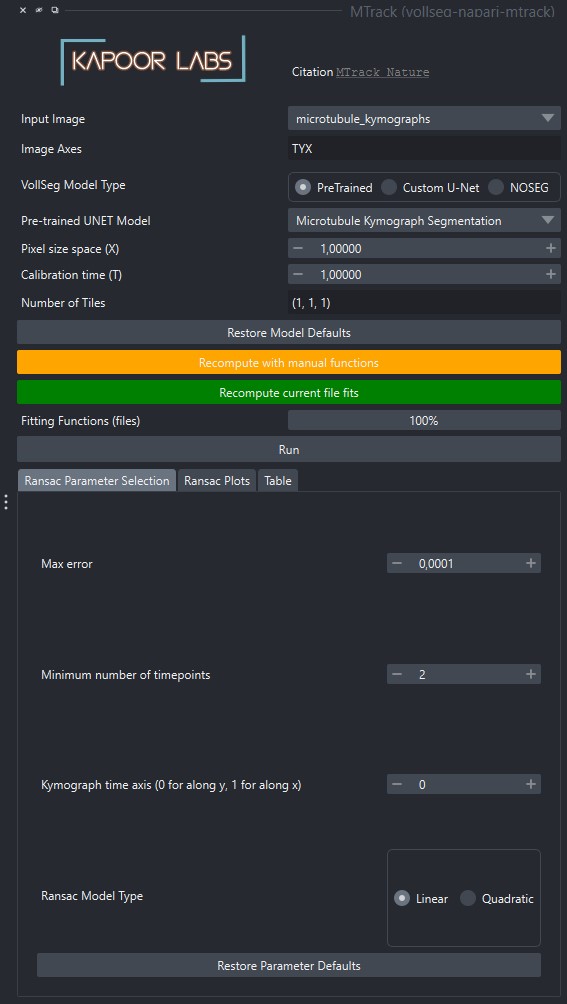 MTrack (vollseg-napari-mtrack)
KAPOOR LABS
Citation MTrack Nature
Input Image microtubule_kymographs
Image Axes TYX
VollSeg Model Type PreTrained Custom U-Net NOSEG
Pre-trained UNET Model Microtubule Kymograph Segmentation
Pixel size space (X) − 1,00000 +
Calibration time (T) − 1,00000 +
Number of Tiles (1, 1, 1)
Restore Model Defaults
Recompute with manual functions
Recompute current file fits
Fitting Functions (files) 100%
Run
Ransac Parameter Selection Ransac Plots Table
Max error − 0,0001 +
Minimum number of timepoints − 2 +
Kymograph time axis (0 for along y, 1 for along x) − 0 +
Ransac Model Type Linear Quadratic
Restore Parameter Defaults